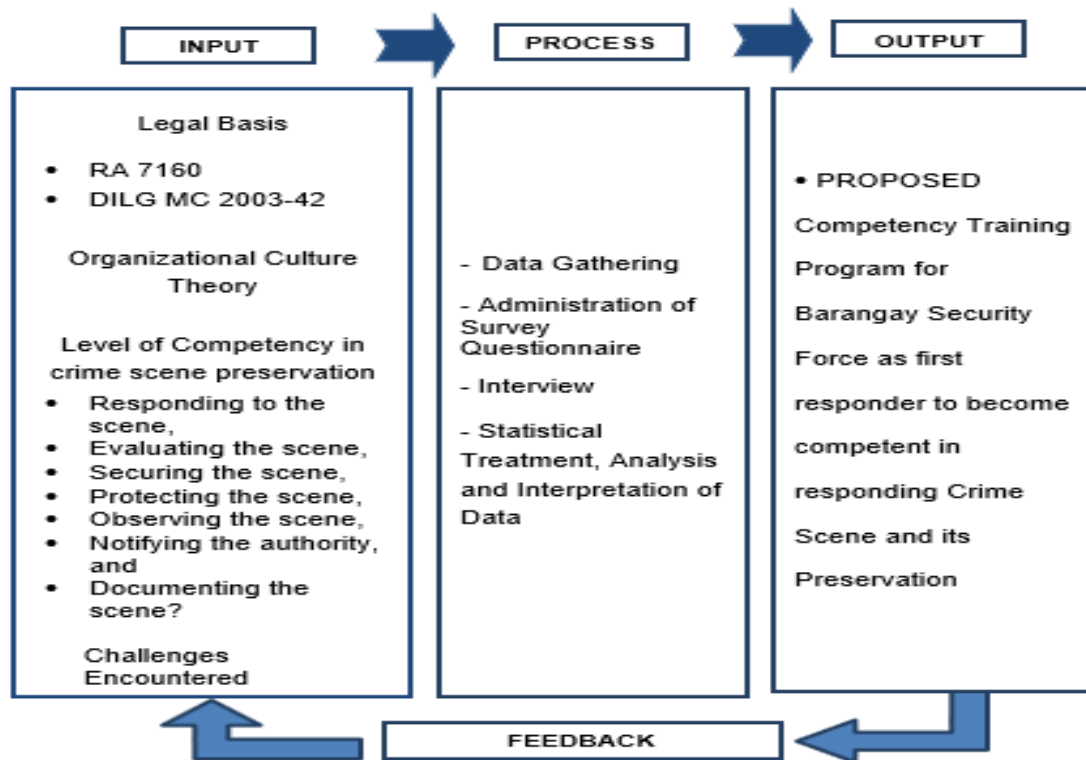 INPUT
PROCESS
OUTPUT
Legal Basis
• RA 7160
• DILG MC 2003-42
Organizational Culture
Theory
Level of Competency in
crime scene preservation
• Responding to the
scene,
• Evaluating the scene,
• Securing the scene,
• Protecting the scene,
• Observing the scene,
• Notifying the authority,
and
• Documenting the
scene?
Challenges
Encountered
- Data Gathering
- Administration of
Survey
Questionnaire
- Interview
- Statistical
Treatment, Analysis
and Interpretation of
Data
• PROPOSED
Competency Training
Program for
Barangay Security
Force as first
responder to become
competent in
responding Crime
Scene and its
Preservation
FEEDBACK